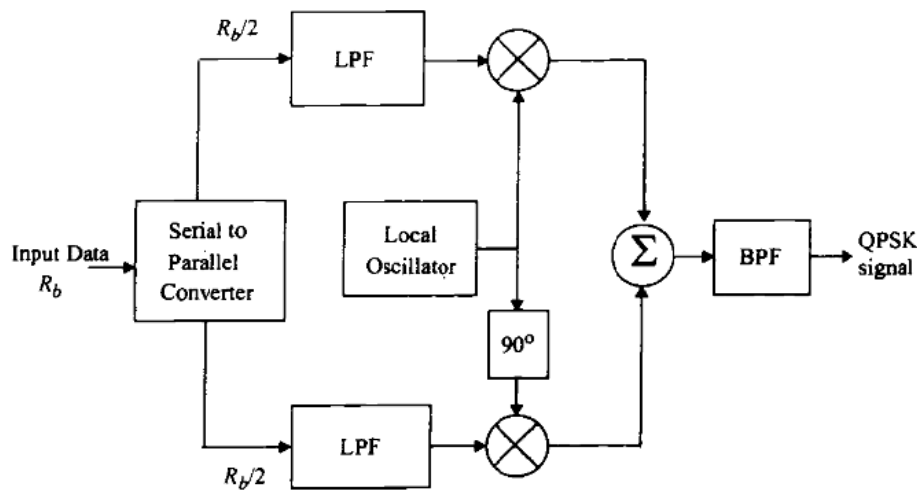 R_b/2
LPF
Serial to
Parallel
Converter
Input Data
R_b
Local
Oscillator
90°
Σ
BPF
QPSK
signal
LPF
R_b/2